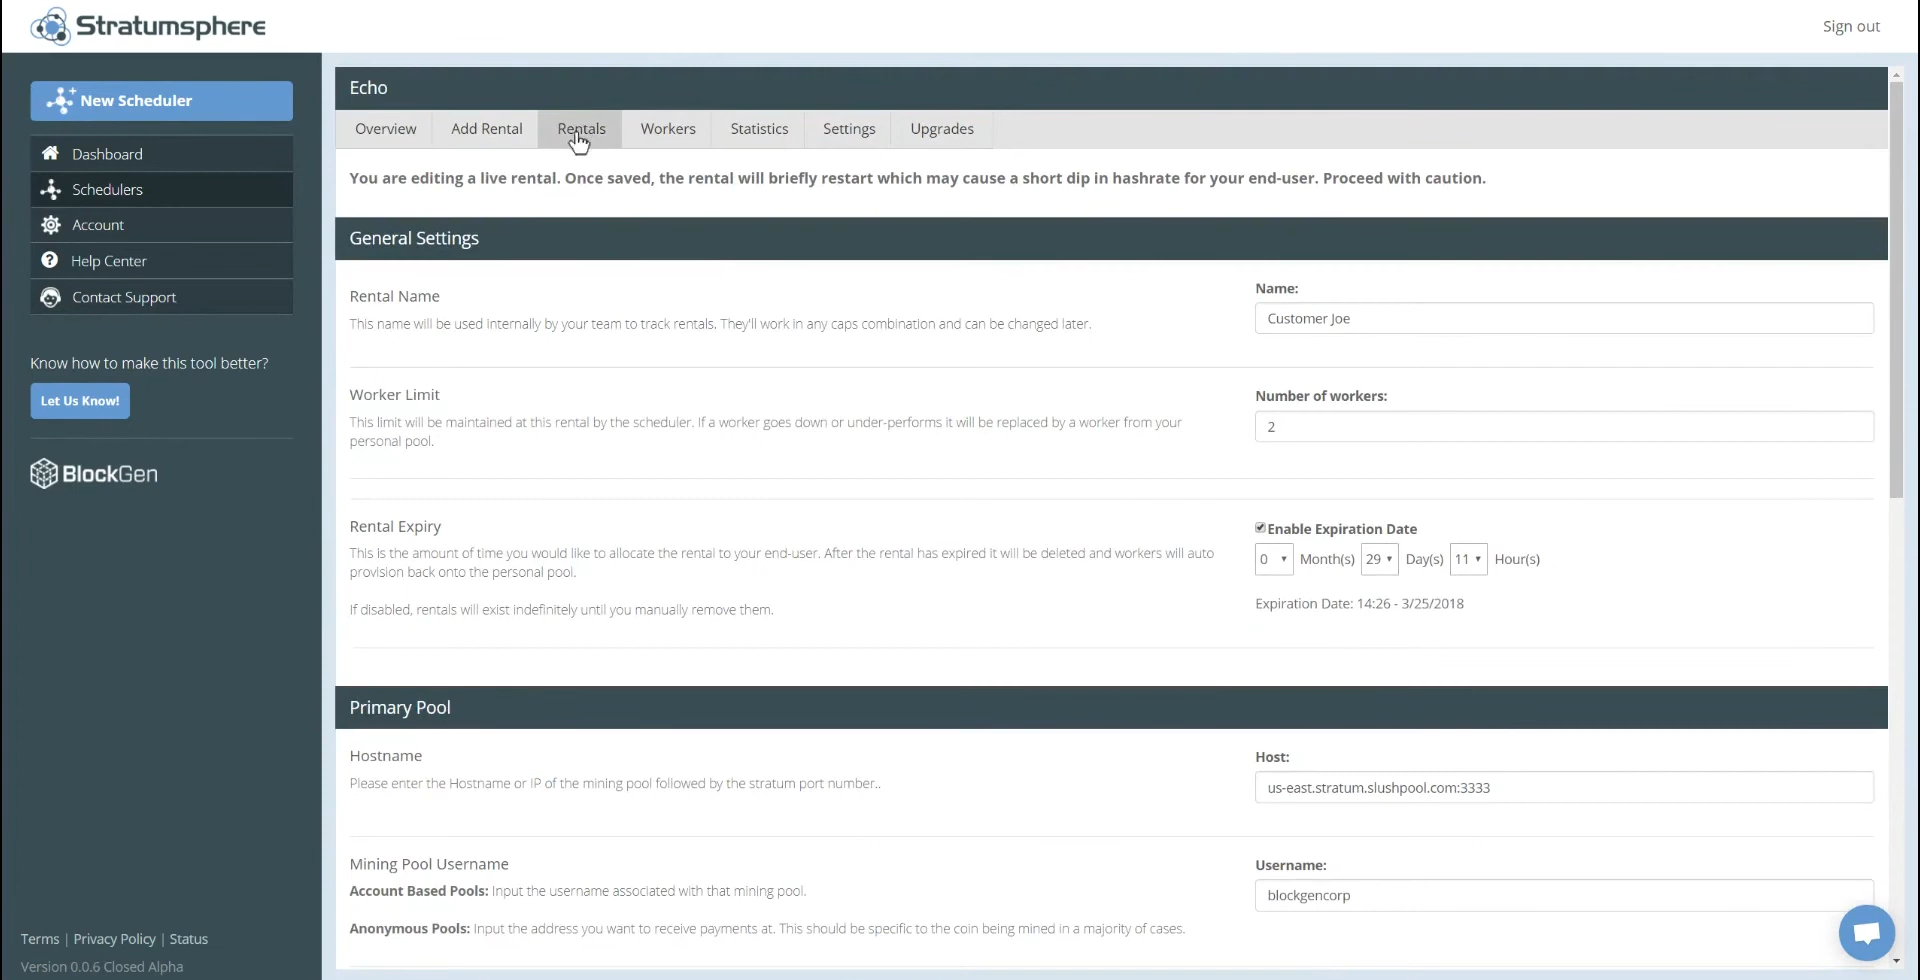 Stratumsphere
Sign out
New Scheduler
Dashboard
Schedulers
Account
Help Center
Contact Support
Know how to make this tool better?
Let Us Know!
BlockGen
Terms | Privacy Policy | Status
Version 0.0.6 Closed Alpha
Echo
Overview Add Rental Rentals Workers Statistics Settings Upgrades
You are editing a live rental. Once saved, the rental will briefly restart which may cause a short dip in hashrate for your end-user. Proceed with caution.
General Settings
Rental Name
This name will be used internally by your team to track rentals. They'll work in any caps combination and can be changed later.
Name:
Customer Joe
Worker Limit
This limit will be maintained at this rental by the scheduler. If a worker goes down or under-performs it will be replaced by a worker from your
personal pool.
Number of workers:
2
Rental Expiry
This is the amount of time you would like to allocate the rental to your end-user. After the rental has expired it will be deleted and workers will auto
provision back onto the personal pool.
If disabled, rentals will exist indefinitely until you manually remove them.
Enable Expiration Date
0 Month(s) 29 Day(s) 11 Hour(s)
Expiration Date: 14:26 - 3/25/2018
Primary Pool
Hostname
Please enter the Hostname or IP of the mining pool followed by the stratum port number..
Host:
us-east.stratum.slushpool.com:3333
Mining Pool Username
Account Based Pools: Input the username associated with that mining pool.
Anonymous Pools: Input the address you want to receive payments at. This should be specific to the coin being mined in a majority of cases.
Username:
blockgencorp